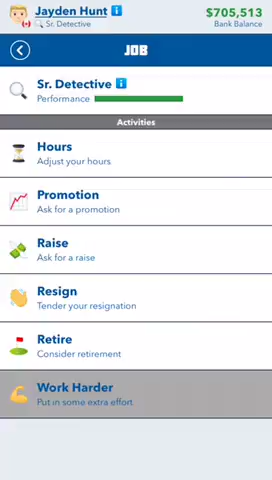 Jayden Hunt
$705,513
Sr. Detective
Bank Balance
JOB
Sr. Detective
Performance
Activities
Hours
Adjust your hours
Promotion
Ask for a promotion
Raise
Ask for a raise
Resign
Tender your resignation
Retire
Consider retirement
Work Harder
Put in some extra effort